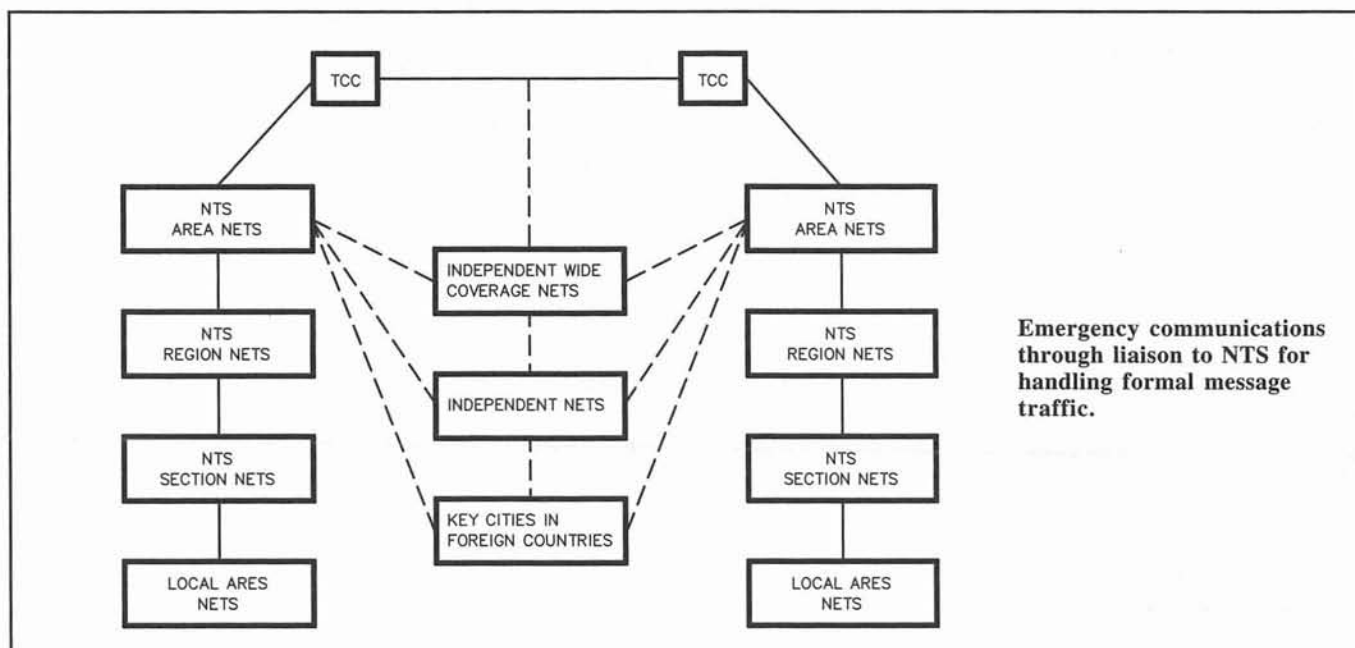 TCC
TCC
NTS
AREA NETS
NTS
AREA NETS
INDEPENDENT WIDE
COVERAGE NETS
NTS
REGION NETS
NTS
REGION NETS
Emergency communications
through liaison to NTS for
handling formal message
traffic.
INDEPENDENT NETS
NTS
SECTION NETS
NTS
SECTION NETS
KEY CITIES IN
FOREIGN COUNTRIES
LOCAL ARES
NETS
LOCAL ARES
NETS